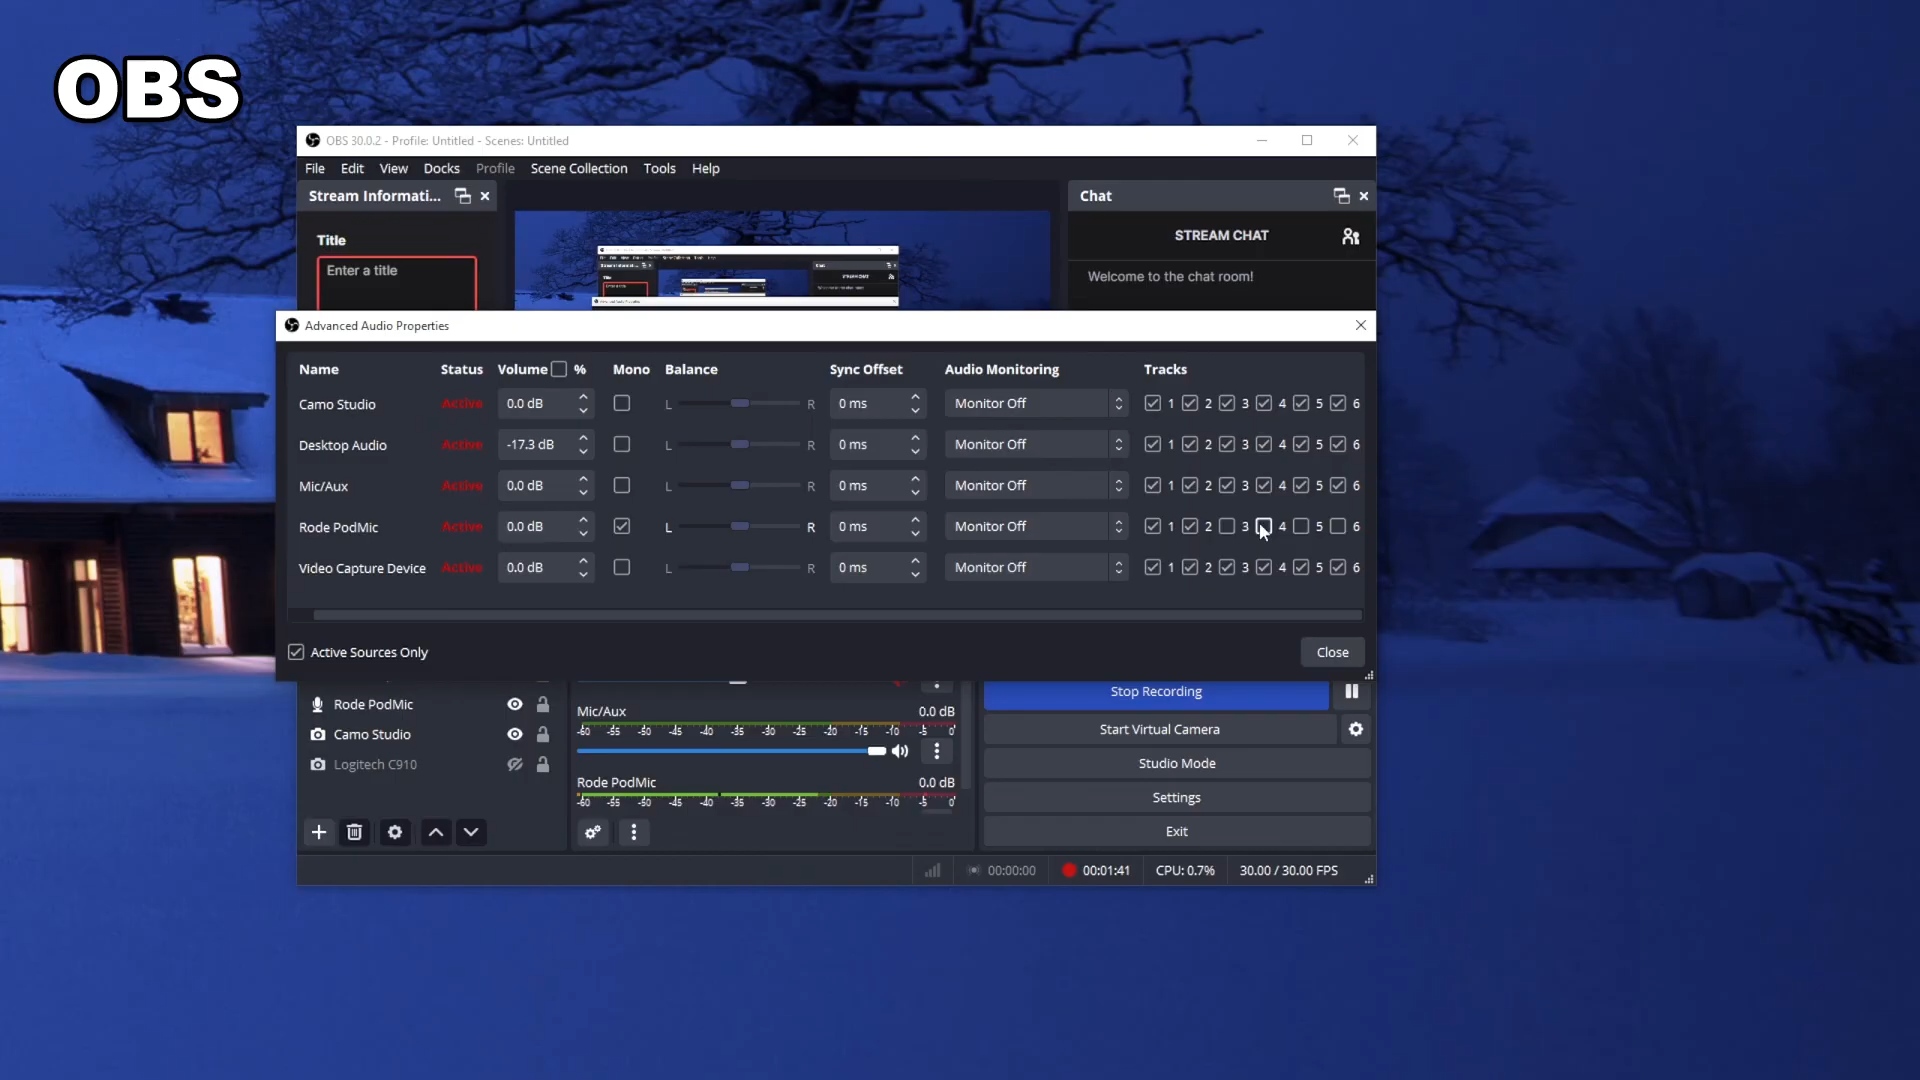 OBS
OBS 30.0.2 - Profile: Untitled - Scenes: Untitled
File Edit View Docks Profile Scene Collection Tools Help
Stream Informati...
Chat
Title
Enter a title
STREAM CHAT
Welcome to the chat room!
Advanced Audio Properties
Name Status Volume % Mono Balance Sync Offset Audio Monitoring Tracks
Camo Studio Active 0.0 dB L R 0 ms Monitor Off 1 2 3 4 5 6
Desktop Audio Active -17.3 dB L R 0 ms Monitor Off 1 2 3 4 5 6
Mic/Aux Active 0.0 dB L R 0 ms Monitor Off 1 2 3 4 5 6
Rode PodMic Active 0.0 dB L R 0 ms Monitor Off 1 2 3 4 5 6
Video Capture Device Active 0.0 dB L R 0 ms Monitor Off 1 2 3 4 5 6
Active Sources Only
Close
Rode PodMic
Camo Studio
Logitech C910
Mic/Aux 0.0 dB
-60 -55 -50 -45 -40 -35 -30 -25 -20 -15 -10 -5 0
Rode PodMic 0.0 dB
-60 -55 -50 -45 -40 -35 -30 -25 -20 -15 -10 -5 0
Stop Recording
Start Virtual Camera
Studio Mode
Settings
Exit
00:00:00 00:01:41 CPU: 0.7% 30.00 / 30.00 FPS